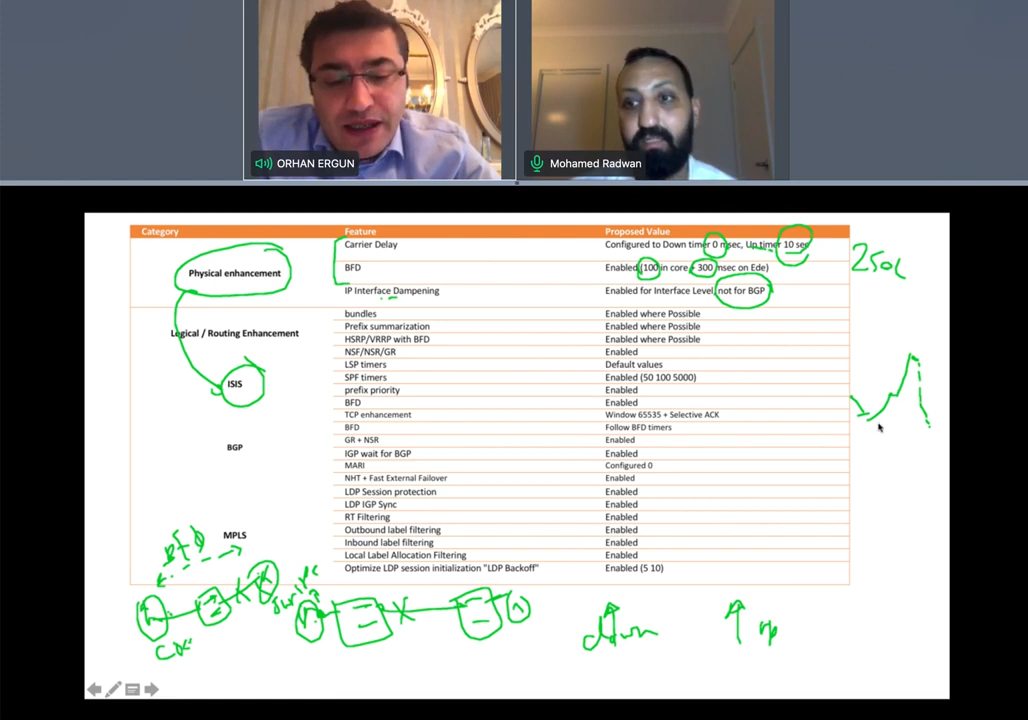 ORHAN ERGUN
Mohamed Radwan
Category Feature Proposed Value
Physical enhancement
Carrier Delay Configured to Down timer 0 msec, Up timer 10 sec
BFD Enabled (100 in core + 300 msec on Ede)
IP Interface Dampening Enabled for Interface Level, not for BGP
2 sec
Logical / Routing Enhancement
bundles Enabled where Possible
Prefix summarization Enabled where Possible
HSRP/VRRP with BFD Enabled where Possible
NSF/NSR/GR Enabled
ISIS
LSP timers Default values
SPF timers Enabled (50 100 5000)
prefix priority Enabled
BFD Enabled
BGP
TCP enhancement Window 65535 + Selective ACK
BFD Follow BFD timers
GR + NSR Enabled
IGP wait for BGP Enabled
MARI Configured 0
NHT + Fast External Failover Enabled
MPLS
LDP Session protection Enabled
LDP IGP Sync Enabled
RT Filtering Enabled
Outbound label filtering Enabled
Inbound label filtering Enabled
Local Label Allocation Filtering Enabled
Optimize LDP session initialization "LDP Backoff" Enabled (5 10)
bfd
down
up